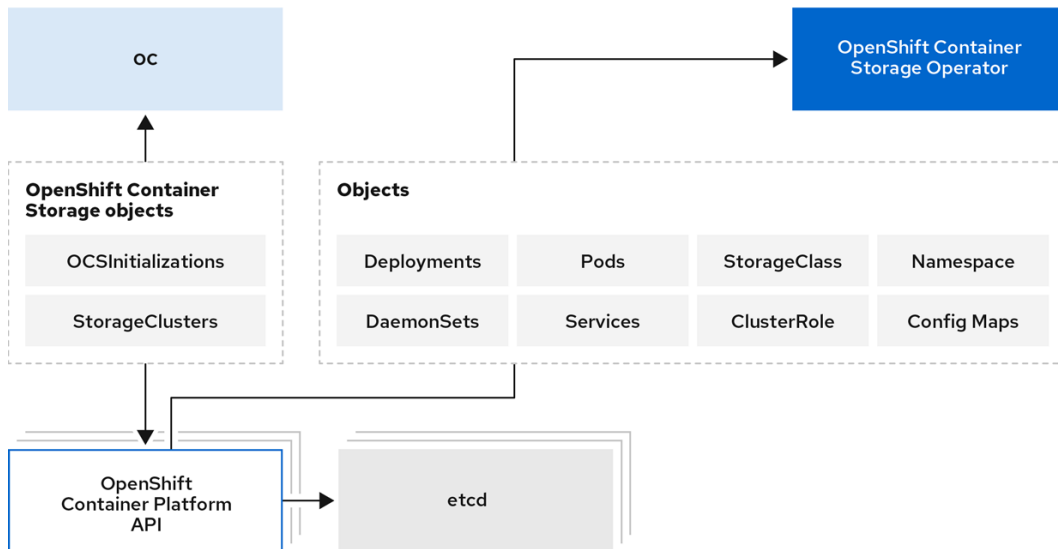 oc
OpenShift Container
Storage Operator
OpenShift Container
Storage objects
OCSInitializations
StorageClusters
Objects
Deployments
Pods
StorageClass
Namespace
DaemonSets
Services
ClusterRole
Config Maps
OpenShift
Container Platform
API
etcd